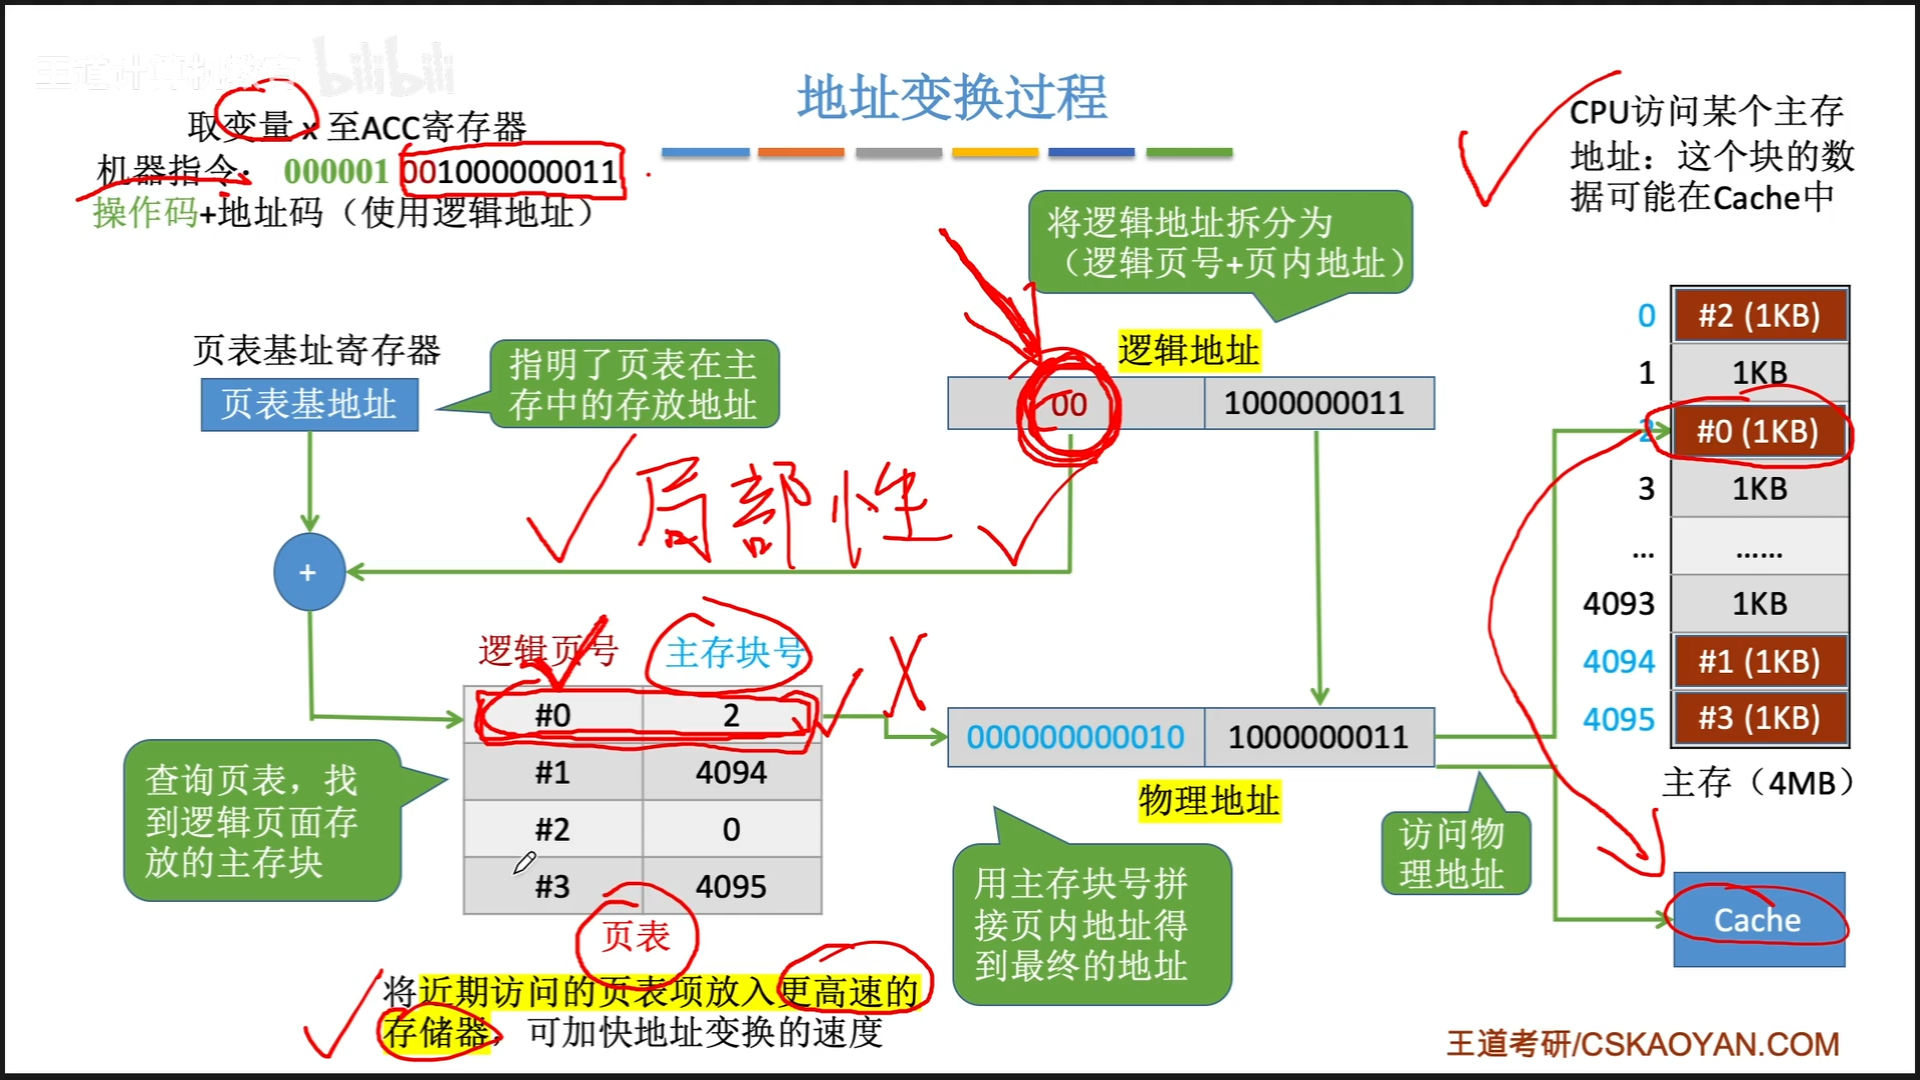 王道计算机教育 bilibili
地址变换过程
取变量 x 至ACC寄存器
机器指令： 000001 001000000011
操作码+地址码（使用逻辑地址）
CPU访问某个主存
地址：这个块的数
据可能在Cache中
将逻辑地址拆分为
（逻辑页号+页内地址）
页表基址寄存器
页表基地址
指明了页表在主
存中的存放地址
逻辑地址
00 1000000011
局部性
+
逻辑页号 主存块号
#0 2
#1 4094
#2 0
#3 4095
页表
查询页表，找
到逻辑页面存
放的主存块
000000000010 1000000011
物理地址
用主存块号拼
接页内地址得
到最终的地址
访问物
理地址
0 #2 (1KB)
1 1KB
2 #0 (1KB)
3 1KB
... ......
4093 1KB
4094 #1 (1KB)
4095 #3 (1KB)
主存（4MB）
Cache
将近期访问的页表项放入更高速的
存储器，可加快地址变换的速度
王道考研/CSKAOYAN.COM